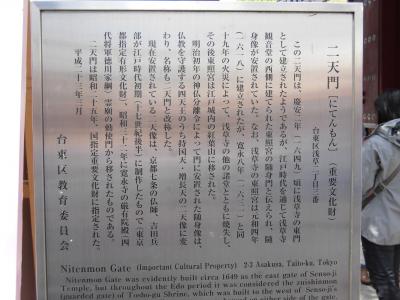 二天門（にてんもん）（重要文化財）
台東区浅草二丁目三番
この二天門は、慶安二年（一六四九）頃に浅草寺の東門
として建立されたようであるが、江戸時代を通じて浅草寺
観音堂の西側に建てられた東照宮の随身門と伝えられ、随
身像が安置されていた。なお、浅草寺の東照宮は元和四年
（一六一八）に建立されたが、寛永八年（一六三一）と同
十九年の火災によって、浅草寺の他の諸堂とともに焼失し、
その後東照宮は江戸城内の紅葉山に移された。
明治初年の神仏分離令によって門に安置された随身像は、
仏教を守護する四天王のうち持国天・増長天の二天像に変
わり、名称も二天門と改称した。
現在安置されている二天像は、京都七条の仏師、吉田兵
部が江戸時代初期（十七世紀後半）に制作したもので（東京
都指定有形文化財）、昭和三十二年に寛永寺の厳有院殿（四
代将軍徳川家綱）霊廟の勅使門から移されたものである。
二天門は昭和二十五年、国指定重要文化財に指定された。
平成二十三年三月
台東区教育委員会
Nitenmon Gate (Important Cultural Property) 2-3 Asakusa, Taito-ku, Tokyo
Nitenmon Gate was evidently built circa 1649 as the east gate of Senso-ji
Temple, but throughout the Edo period it was considered the zuishinmon
(guarded gate) of Tosho-gu Shrine, which was built to the west of Senso-ji's
on either side of the gate